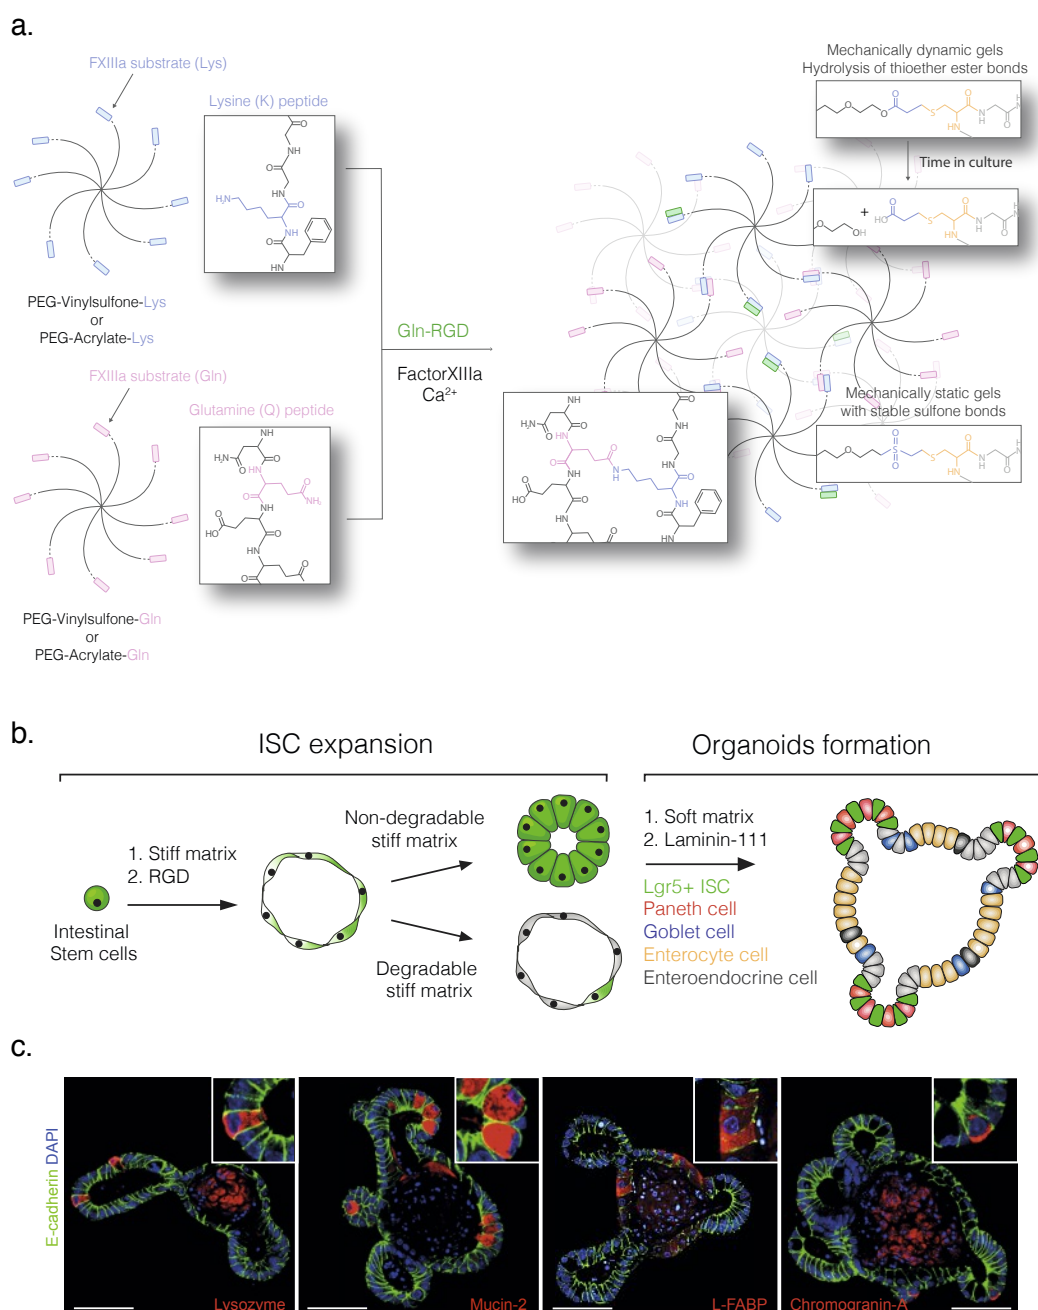 a.
FXIIIa substrate (Lys)
Lysine (K) peptide
PEG-Vinylsulfone-Lys
or
PEG-Acrylate-Lys
FXIIIa substrate (Gln)
Glutamine (Q) peptide
PEG-Vinylsulfone-Gln
or
PEG-Acrylate-Gln
Gln-RGD
FactorXIIIa
Ca²⁺
Mechanically dynamic gels
Hydrolysis of thioether ester bonds
Time in culture
+
Mechanically static gels
with stable sulfone bonds
b.
ISC expansion
Organoids formation
1. Stiff matrix
2. RGD
Intestinal
Stem cells
Non-degradable
stiff matrix
Degradable
stiff matrix
1. Soft matrix
2. Laminin-111
Lgr5+ ISC
Paneth cell
Goblet cell
Enterocyte cell
Enteroendocrine cell
c.
E-cadherin DAPI
Lysozyme
Mucin-2
L-FABP
Chromogranin-A